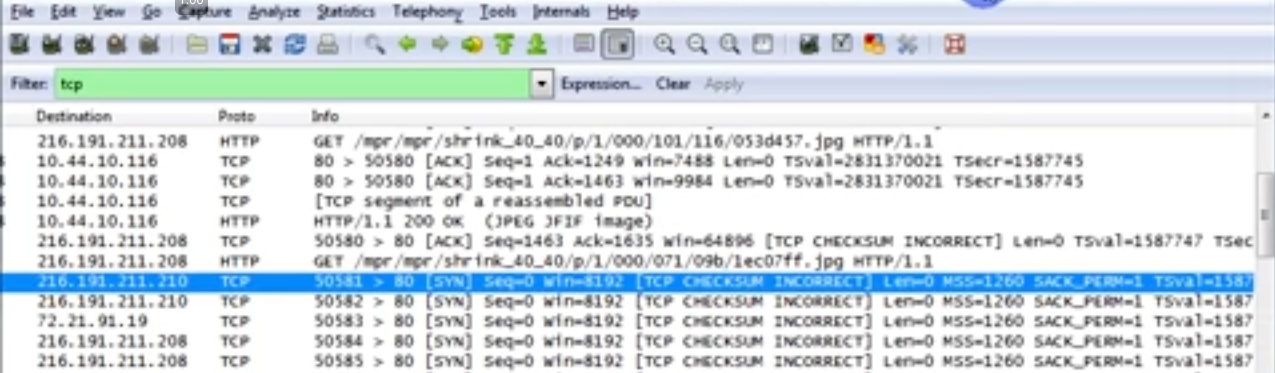 1:00
File Edit View Go Capture Analyze Statistics Telephony Tools Internals Help
Filter: tcp Expression... Clear Apply
Destination Proto Info
216.191.211.208 HTTP GET /mpr/mpr/shrink_40_40/p/1/000/101/116/053d457.jpg HTTP/1.1
10.44.10.116 TCP 80 > 50580 [ACK] Seq=1 Ack=1249 Win=7488 Len=0 TSval=2831370021 TSecr=1587745
10.44.10.116 TCP 80 > 50580 [ACK] Seq=1 Ack=1463 Win=9984 Len=0 TSval=2831370021 TSecr=1587745
10.44.10.116 TCP [TCP segment of a reassembled PDU]
10.44.10.116 HTTP HTTP/1.1 200 OK (JPEG JFIF image)
216.191.211.208 TCP 50580 > 80 [ACK] Seq=1463 Ack=1635 Win=64896 [TCP CHECKSUM INCORRECT] Len=0 TSval=1587747 TSec
216.191.211.208 HTTP GET /mpr/mpr/shrink_40_40/p/1/000/071/09b/1ec07ff.jpg HTTP/1.1
216.191.211.210 TCP 50581 > 80 [SYN] Seq=0 Win=8192 [TCP CHECKSUM INCORRECT] Len=0 MSS=1260 SACK_PERM=1 TSval=1587
216.191.211.210 TCP 50582 > 80 [SYN] Seq=0 Win=8192 [TCP CHECKSUM INCORRECT] Len=0 MSS=1260 SACK_PERM=1 TSval=1587
72.21.91.19 TCP 50583 > 80 [SYN] Seq=0 Win=8192 [TCP CHECKSUM INCORRECT] Len=0 MSS=1260 SACK_PERM=1 TSval=1587
216.191.211.208 TCP 50584 > 80 [SYN] Seq=0 Win=8192 [TCP CHECKSUM INCORRECT] Len=0 MSS=1260 SACK_PERM=1 TSval=1587
216.191.211.208 TCP 50585 > 80 [SYN] Seq=0 Win=8192 [TCP CHECKSUM INCORRECT] Len=0 MSS=1260 SACK_PERM=1 TSval=1587